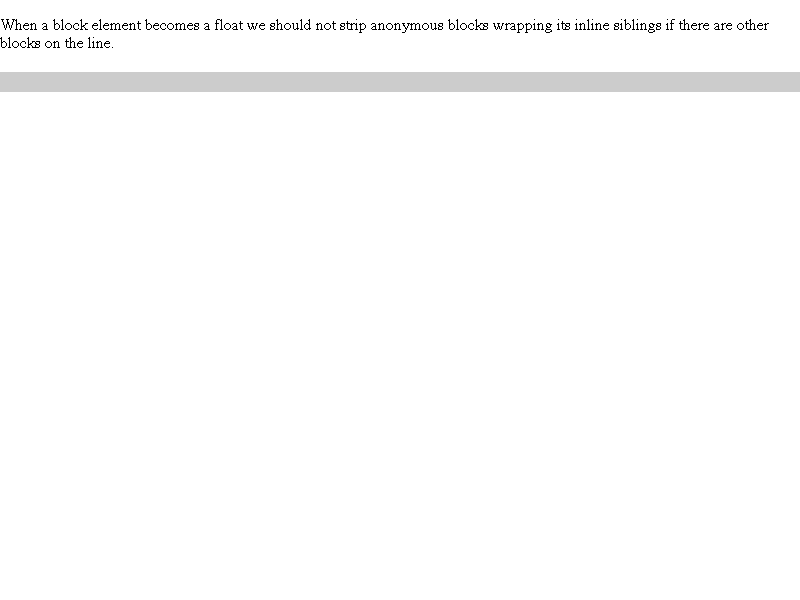 When a block element becomes a float we should not strip anonymous blocks wrapping its inline siblings if there are other
blocks on the line.